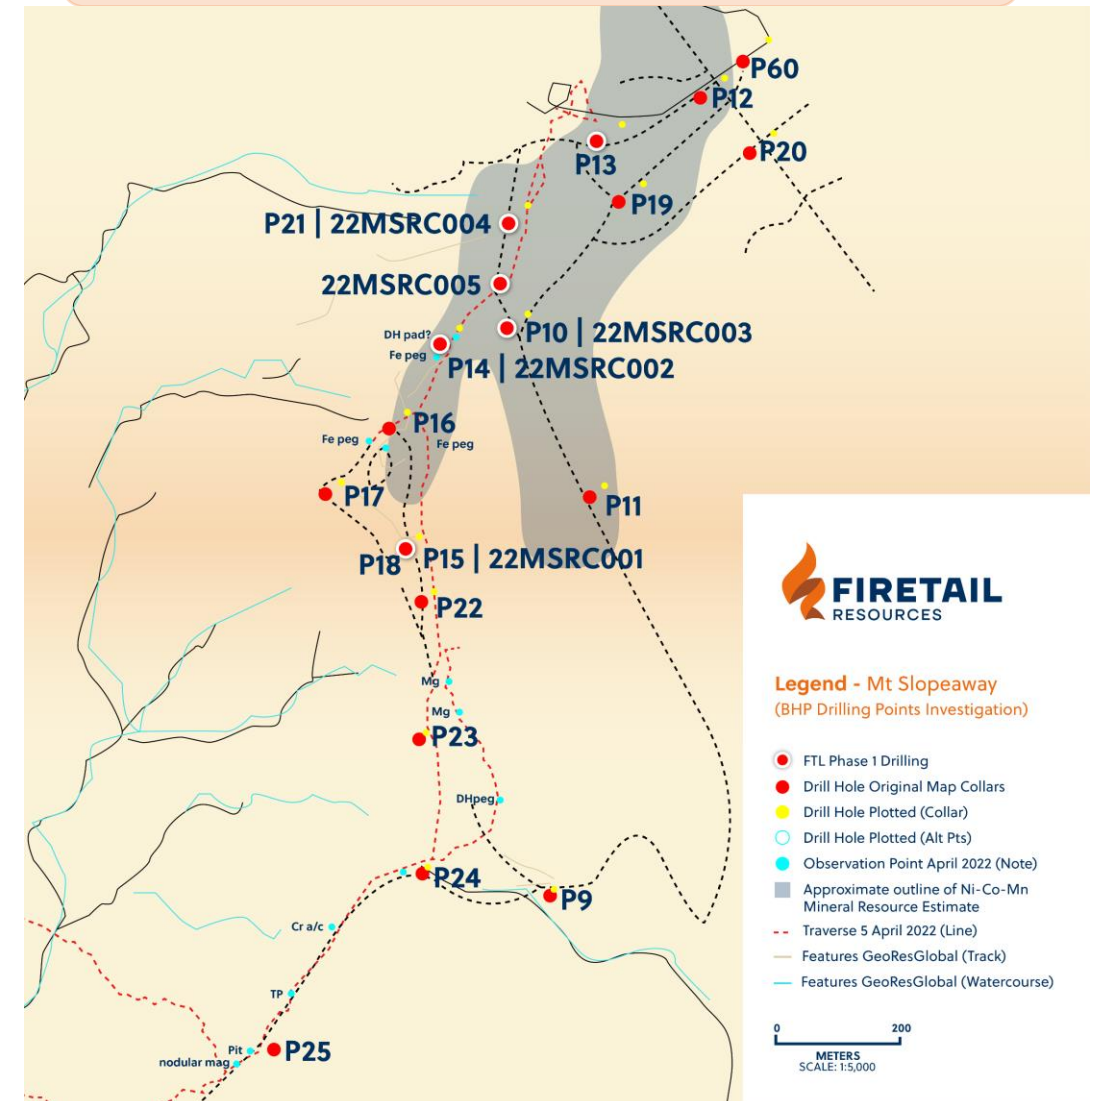 P60
P12
P20
P13
P19
P21 | 22MSRC004
22MSRC005
DH pad?
P10 | 22MSRC003
Fe peg
P14 | 22MSRC002
P16
Fe peg
Fe peg
P17
P11
P18
P15 | 22MSRC001
P22
Mg
Mg
P23
DHpeg
P24
P9
Cr a/c
TP
Pit
P25
nodular mag
FIRETAIL
RESOURCES
Legend - Mt Slopeaway
(BHP Drilling Points Investigation)
FTL Phase 1 Drilling
Drill Hole Original Map Collars
Drill Hole Plotted (Collar)
Drill Hole Plotted (Alt Pts)
Observation Point April 2022 (Note)
Approximate outline of Ni-Co-Mn
Mineral Resource Estimate
Traverse 5 April 2022 (Line)
Features GeoResGlobal (Track)
Features GeoResGlobal (Watercourse)
0 200
METERS
SCALE: 1:5,000